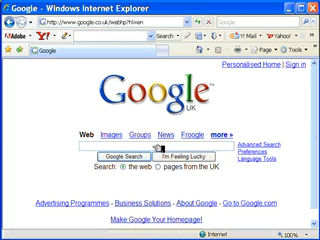 Google - Windows Internet Explorer
http://www.google.co.uk/webhp?hl=en
Adobe Y! Mail Yahoo!
Google Page Tools
Personalised Home | Sign in
Google™
UK
Web Images Groups News Froogle more »
Advanced Search
Preferences
Language Tools
Google Search I'm Feeling Lucky
Search: the web pages from the UK
Advertising Programmes - Business Solutions - About Google - Go to Google.com
Make Google Your Homepage!
Internet 100%